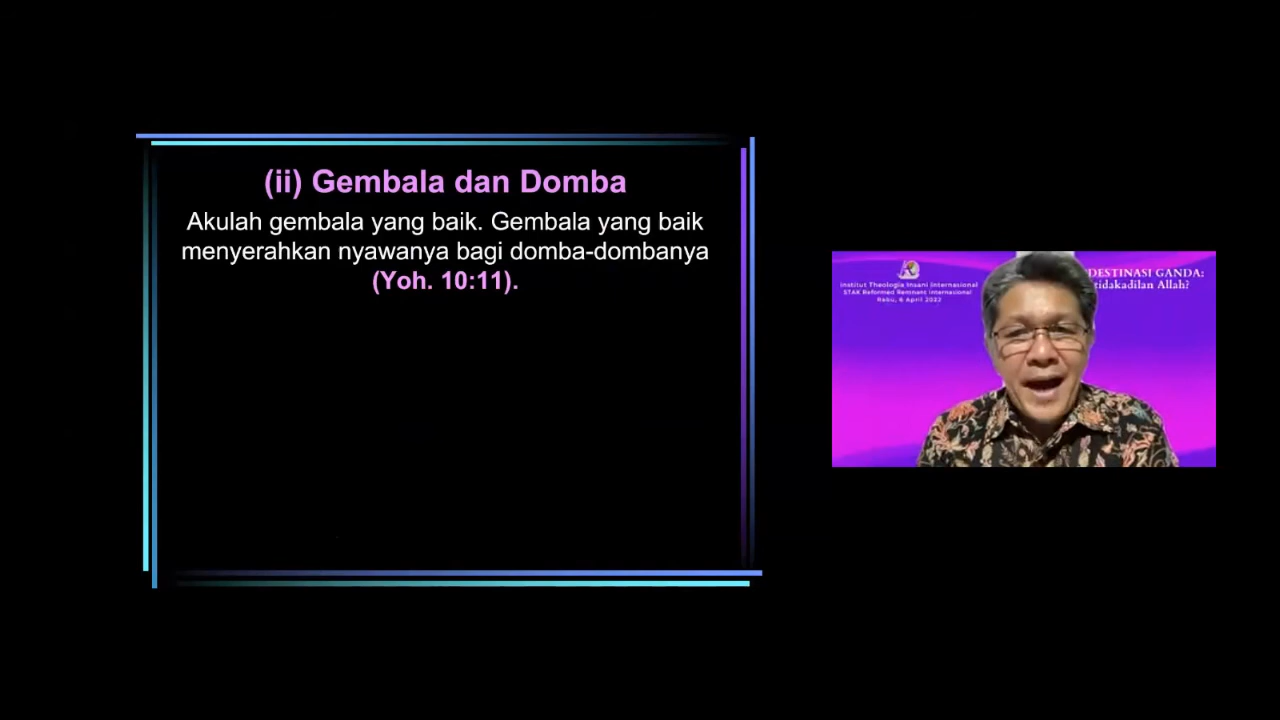 (ii) Gembala dan Domba
Akulah gembala yang baik. Gembala yang baik
menyerahkan nyawanya bagi domba-dombanya
(Yoh. 10:11).
Institut Theologia Insani Internasional
STAK Reformed Remnant Internasional
Rabu, 6 April 2022
DESTINASI GANDA:
tidakadilan Allah?